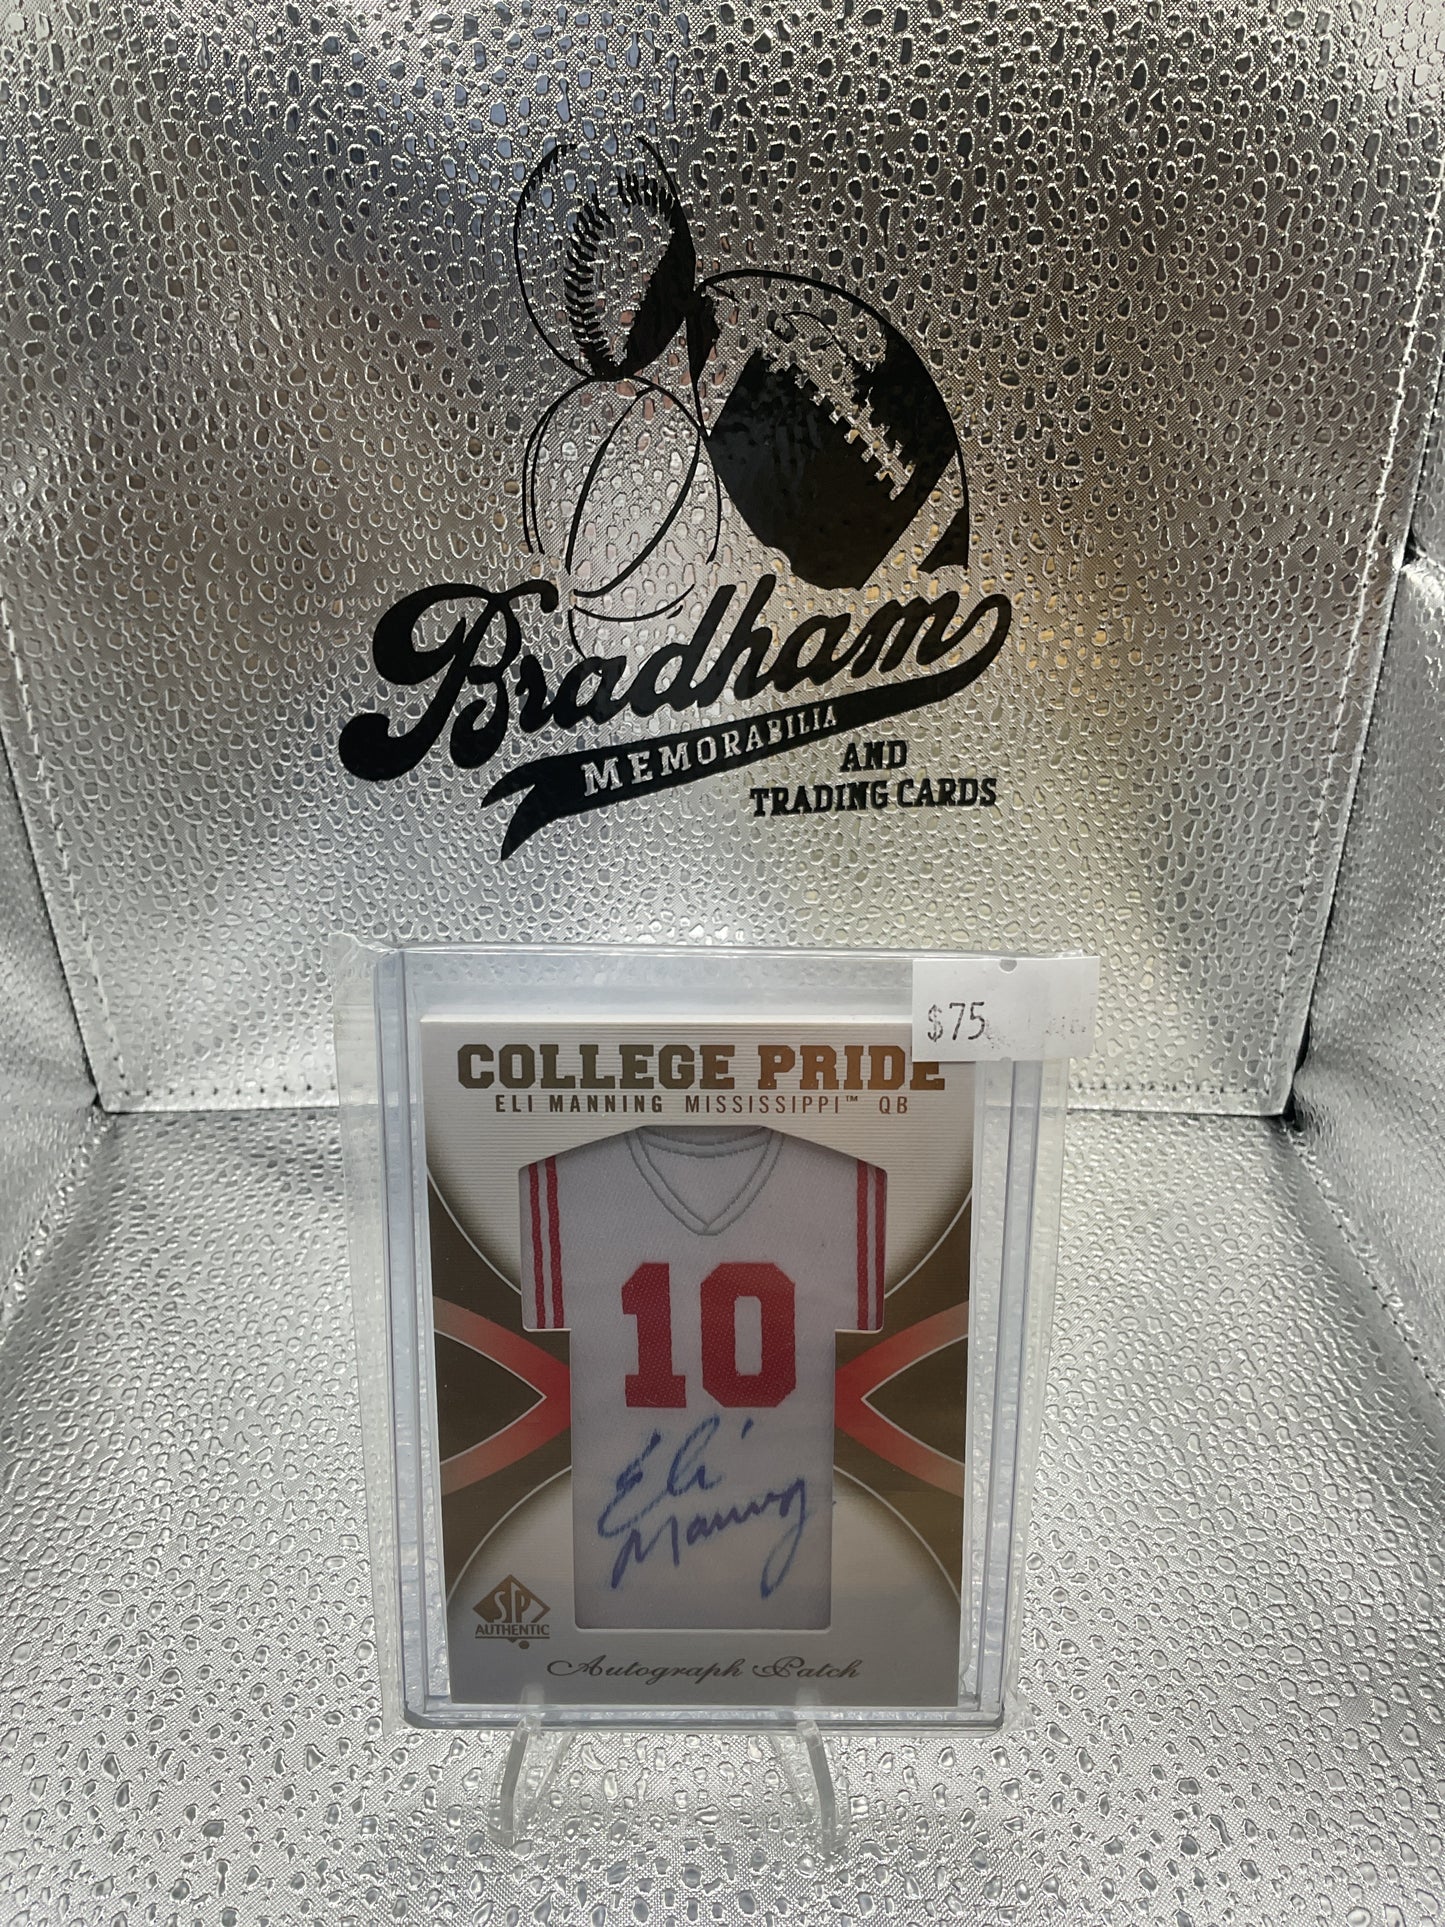 Bradham
MEMORABILIA
AND
TRADING CARDS
$75
COLLEGE PRIDE
ELI MANNING MISSISSIPPI™ QB
10
Eli
Manning
SP
AUTHENTIC
Autograph Patch